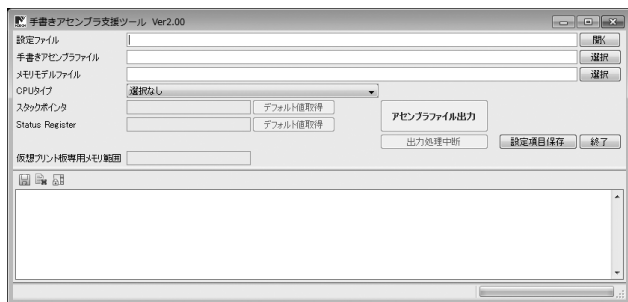 手書きアセンブラ支援ツール Ver2.00
設定ファイル 開く
手書きアセンブラファイル 選択
メモリモデルファイル 選択
CPUタイプ 選択なし
スタックポインタ デフォルト値取得
アセンブラファイル出力
Status Register デフォルト値取得
出力処理中断 設定項目保存 終了
仮想プリント板専用メモリ範囲